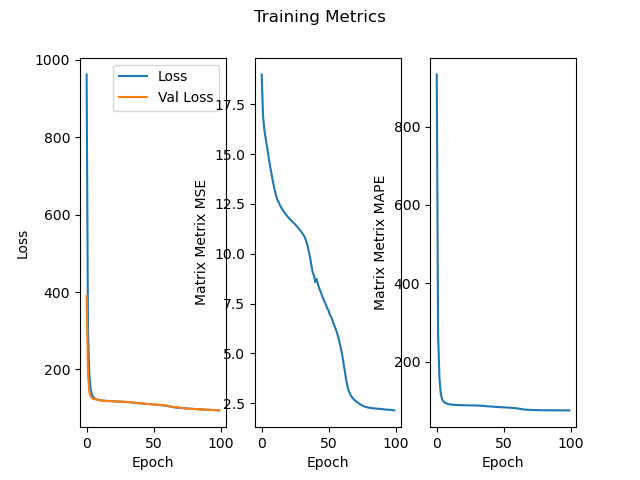 Training Metrics
Loss
1000
800
600
400
200
0
50
100
Epoch
Loss
Val Loss
Matrix Metrix MSE
17.5
15.0
12.5
10.0
7.5
5.0
2.5
0
50
100
Epoch
Matrix Metrix MAPE
800
600
400
200
0
50
100
Epoch